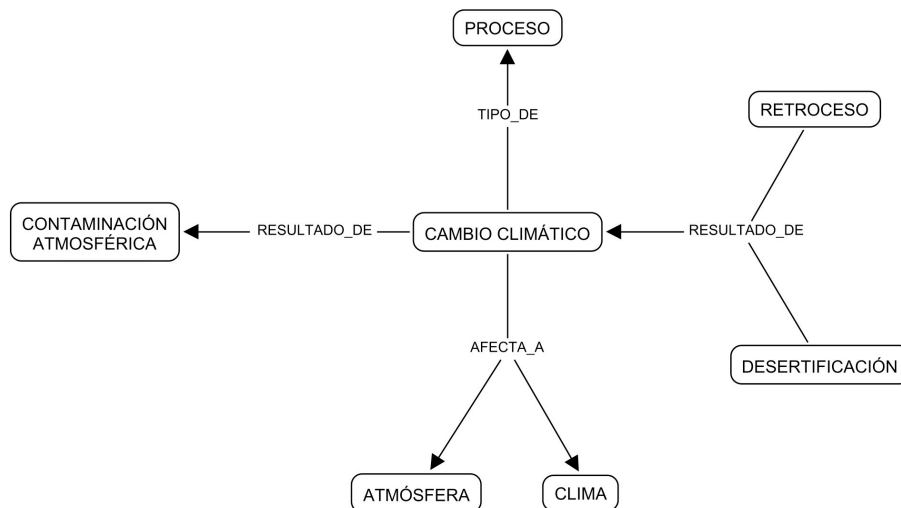 PROCESO
TIPO_DE
RETROCESO
CONTAMINACIÓN
ATMOSFÉRICA
RESULTADO_DE
CAMBIO CLIMÁTICO
RESULTADO_DE
AFECTA_A
DESERTIFICACIÓN
ATMÓSFERA
CLIMA